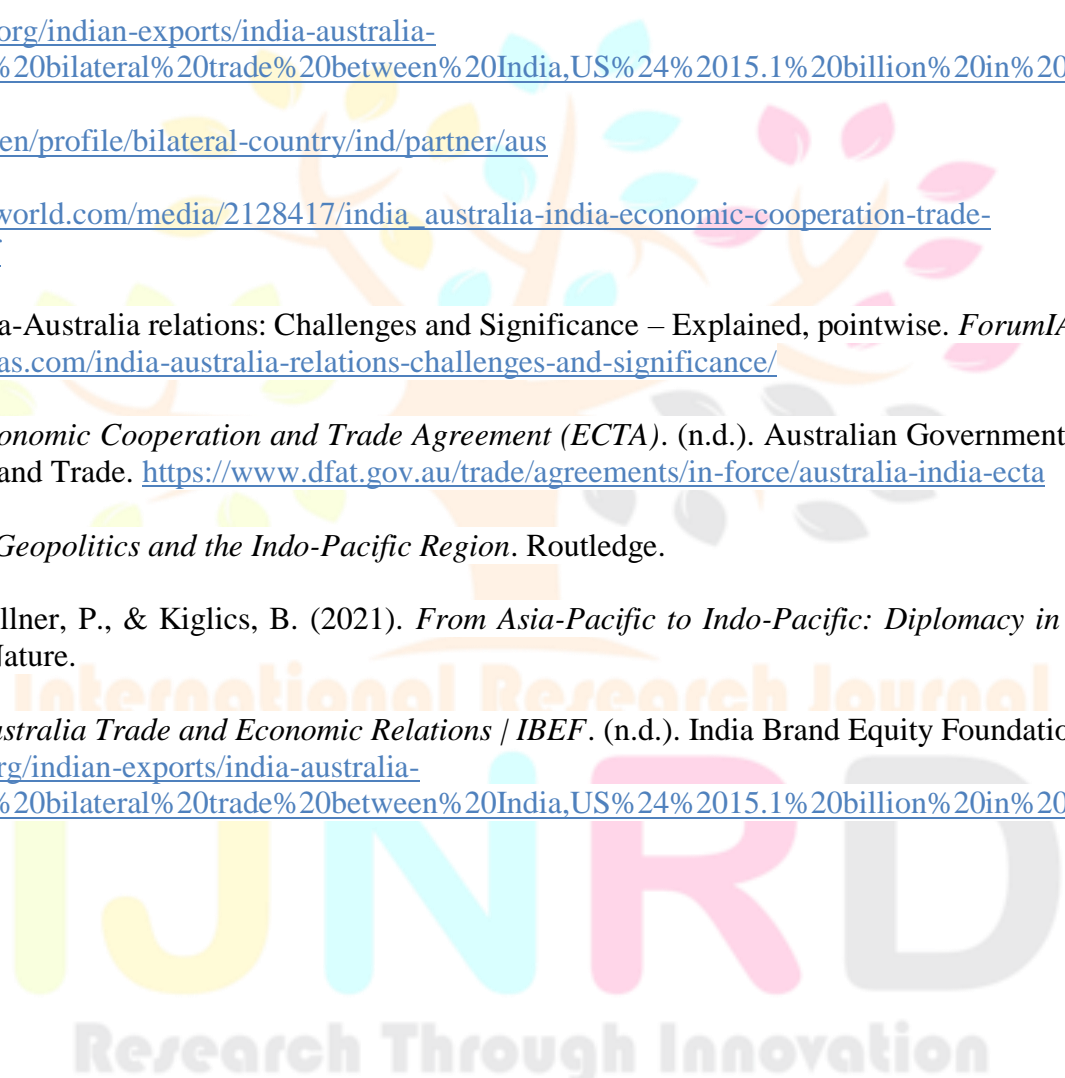 org/indian-exports/india-australia-
%20bilateral%20trade%20between%20India,US%24%2015.1%20billion%20in%20
en/profile/bilateral-country/ind/partner/aus
world.com/media/2128417/india_australia-india-economic-cooperation-trade-
a-Australia relations: Challenges and Significance – Explained, pointwise. ForumIA
as.com/india-australia-relations-challenges-and-significance/
onomic Cooperation and Trade Agreement (ECTA). (n.d.). Australian Government
and Trade. https://www.dfat.gov.au/trade/agreements/in-force/australia-india-ecta
Geopolitics and the Indo-Pacific Region. Routledge.
llner, P., & Kiglics, B. (2021). From Asia-Pacific to Indo-Pacific: Diplomacy in
Nature.
International Research Journal
ustralia Trade and Economic Relations | IBEF. (n.d.). India Brand Equity Foundatio
rg/indian-exports/india-australia-
%20bilateral%20trade%20between%20India,US%24%2015.1%20billion%20in%20
IJNRD
Research Through Innovation